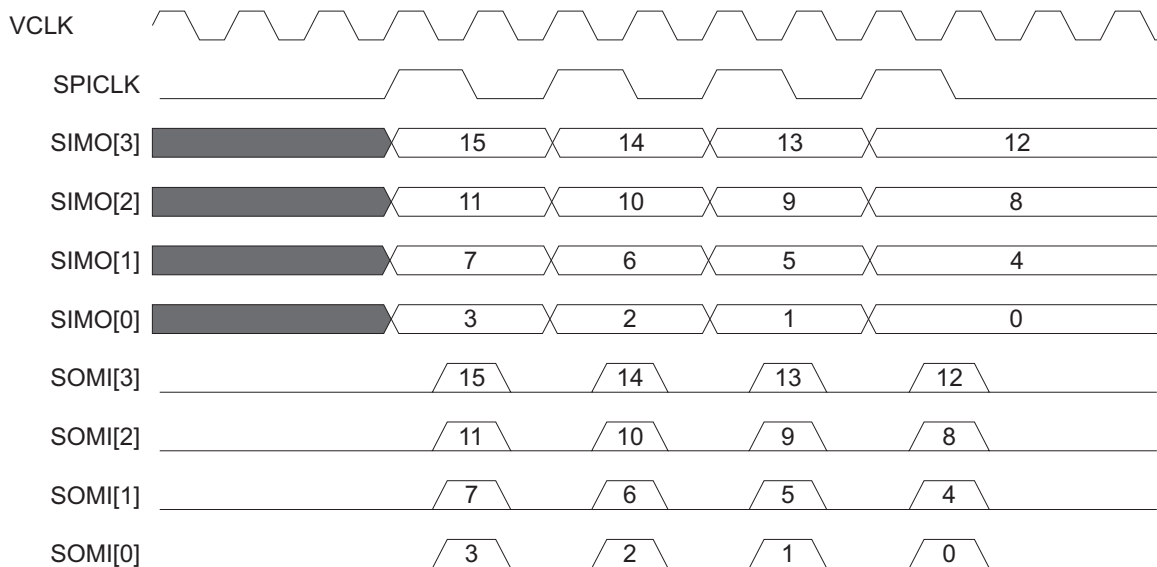 VCLK
SPICLK
SIMO[3] 15 14 13 12
SIMO[2] 11 10 9 8
SIMO[1] 7 6 5 4
SIMO[0] 3 2 1 0
SOMI[3] 15 14 13 12
SOMI[2] 11 10 9 8
SOMI[1] 7 6 5 4
SOMI[0] 3 2 1 0